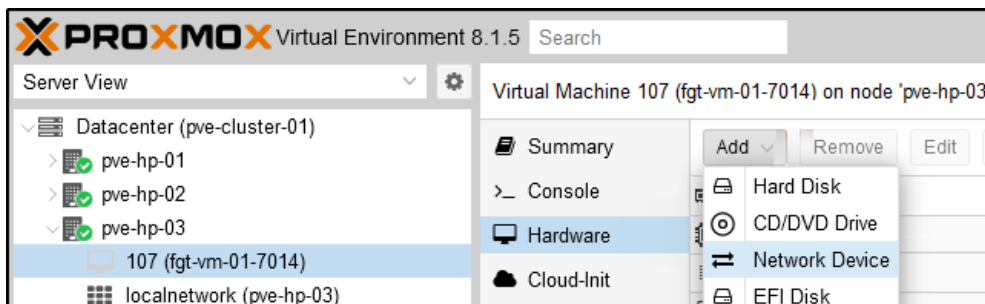 PROXMOX Virtual Environment 8.1.5 Search
Server View
Virtual Machine 107 (fgt-vm-01-7014) on node 'pve-hp-03
Datacenter (pve-cluster-01)
pve-hp-01
pve-hp-02
pve-hp-03
107 (fgt-vm-01-7014)
localnetwork (pve-hp-03)
Summary
>_ Console
Hardware
Cloud-Init
Add Remove Edit
Hard Disk
CD/DVD Drive
Network Device
EFI Disk